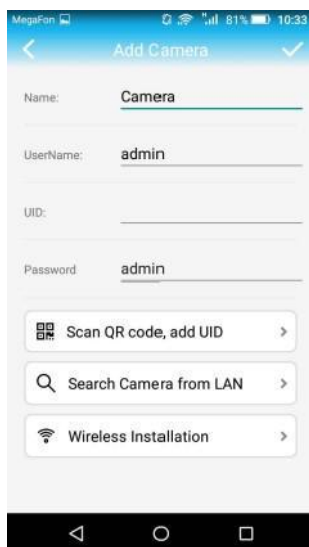 MegaFon 81% 10:33
Add Camera
Name: Camera
UserName: admin
UID:
Password admin
Scan QR code, add UID
Search Camera from LAN
Wireless Installation